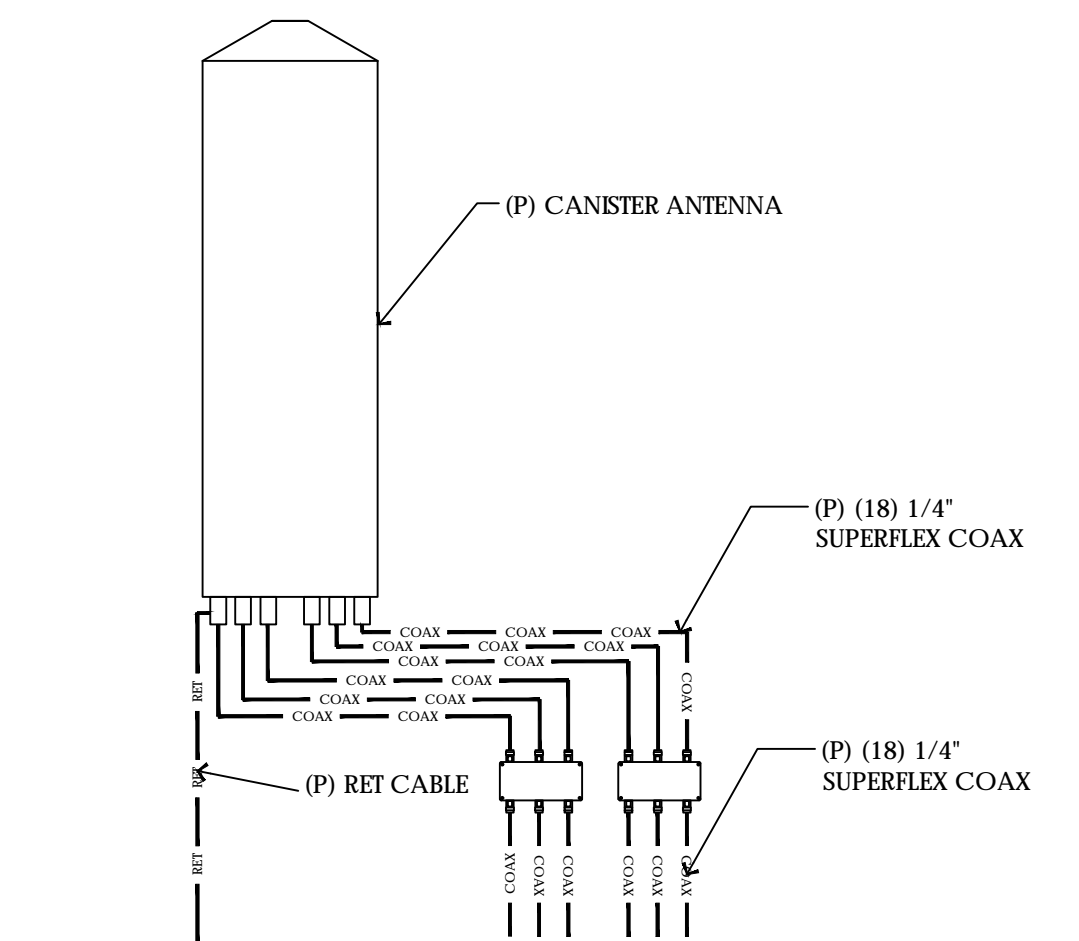 (P) CANISTER ANTENNA
(P) (18) 1/4"
SUPERFLEX COAX
COAX COAX COAX
COAX COAX COAX
COAX COAX
COAX COAX
COAX COAX
COAX COAX
RET
COAX
(P) (18) 1/4"
SUPERFLEX COAX
RET
(P) RET CABLE
RET
COAX
COAX
COAX
COAX
COAX
COAX